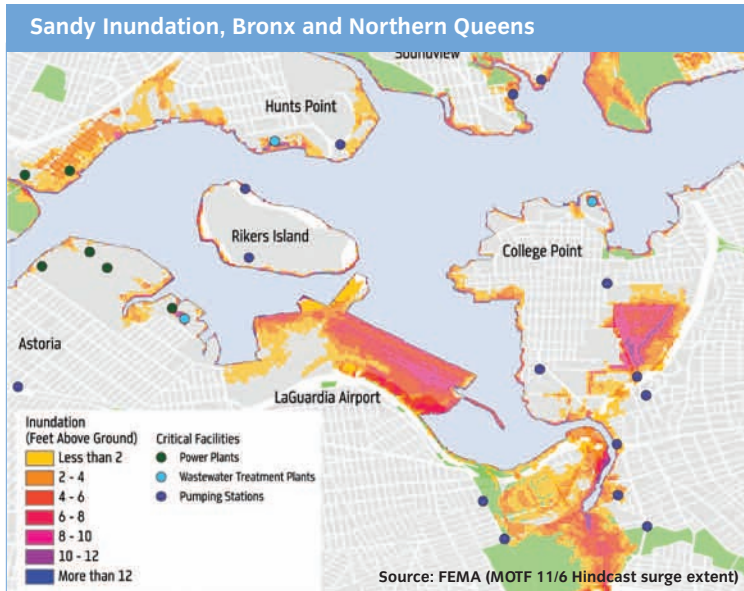 Sandy Inundation, Bronx and Northern Queens
Soundview
Hunts Point
Rikers Island
College Point
Astoria
LaGuardia Airport
Inundation
(Feet Above Ground)
Less than 2
2 - 4
4 - 6
6 - 8
8 - 10
10 - 12
More than 12
Critical Facilities
Power Plants
Wastewater Treatment Plants
Pumping Stations
Source: FEMA (MOTF 11/6 Hindcast surge extent)